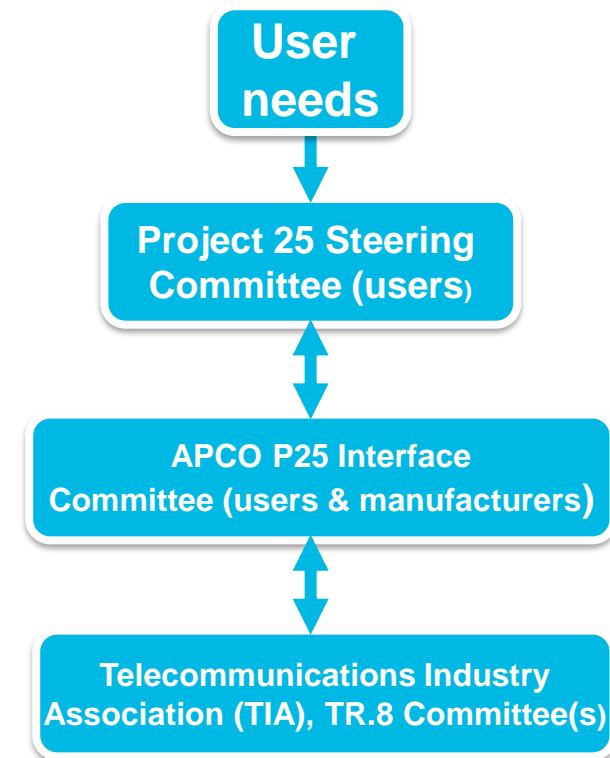 User
needs
Project 25 Steering
Committee (users)
APCO P25 Interface
Committee (users & manufacturers)
Telecommunications Industry
Association (TIA), TR.8 Committee(s)